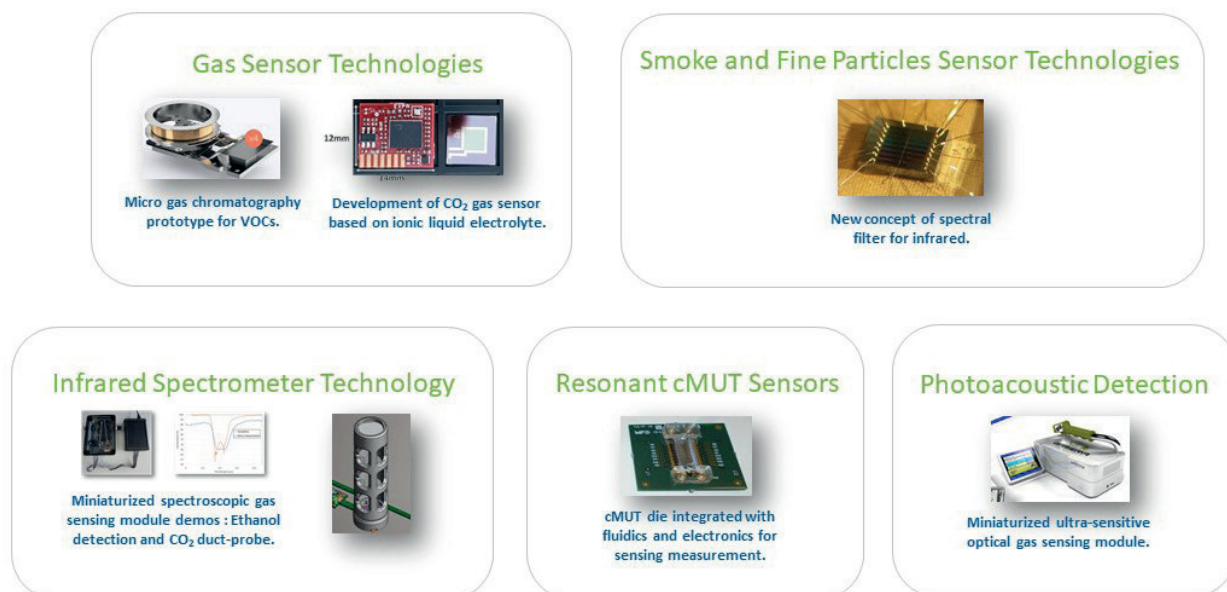 Gas Sensor Technologies
x4
12mm
14mm
Micro gas chromatography
prototype for VOCs.
Development of CO₂ gas sensor
based on ionic liquid electrolyte.
Smoke and Fine Particles Sensor Technologies
New concept of spectral
filter for infrared.
Infrared Spectrometer Technology
Miniaturized spectroscopic gas
sensing module demos : Ethanol
detection and CO₂ duct-probe.
Resonant cMUT Sensors
cMUT die integrated with
fluidics and electronics for
sensing measurement.
Photoacoustic Detection
Miniaturized ultra-sensitive
optical gas sensing module.